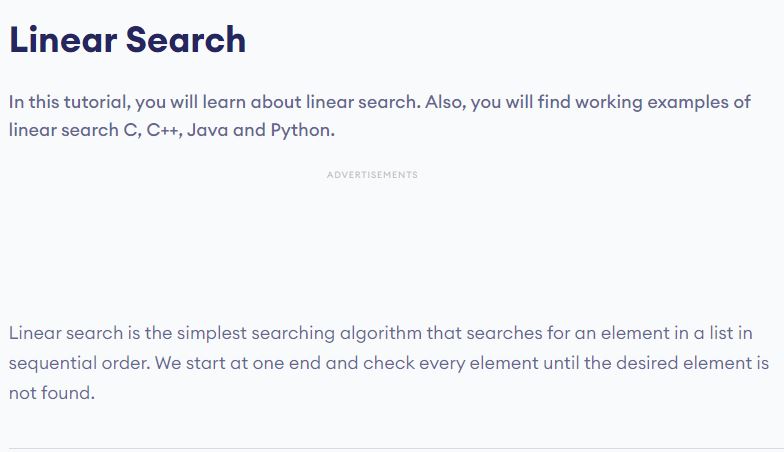 Linear Search
In this tutorial, you will learn about linear search. Also, you will find working examples of
linear search C, C++, Java and Python.
ADVERTISEMENTS
Linear search is the simplest searching algorithm that searches for an element in a list in
sequential order. We start at one end and check every element until the desired element is
not found.